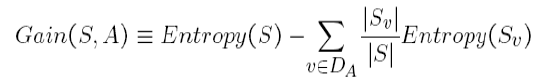 Gain(S, A) ≡ Entropy(S) − ∑_{v∈D_A} |S_v|/|S| Entropy(S_v)